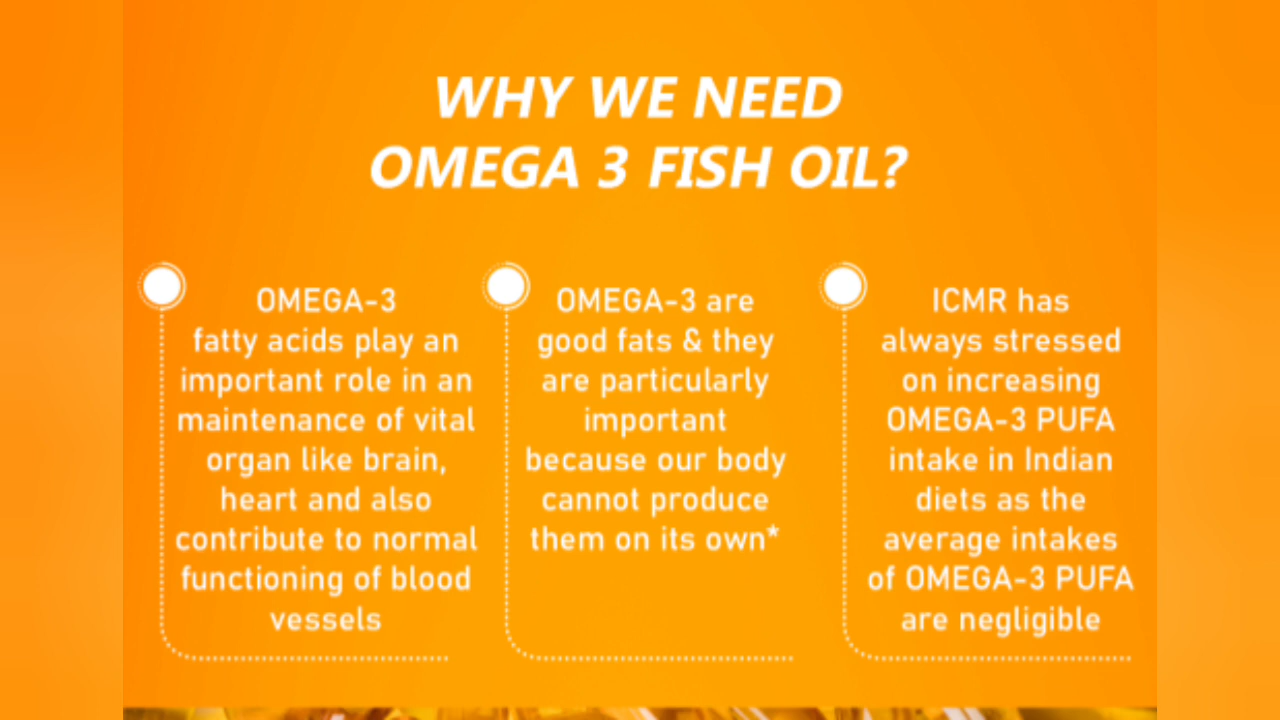 WHY WE NEED
OMEGA 3 FISH OIL?
OMEGA-3
fatty acids play an
important role in an
maintenance of vital
organ like brain,
heart and also
contribute to normal
functioning of blood
vessels
OMEGA-3 are
good fats & they
are particularly
important
because our body
cannot produce
them on its own*
ICMR has
always stressed
on increasing
OMEGA-3 PUFA
intake in Indian
diets as the
average intakes
of OMEGA-3 PUFA
are negligible